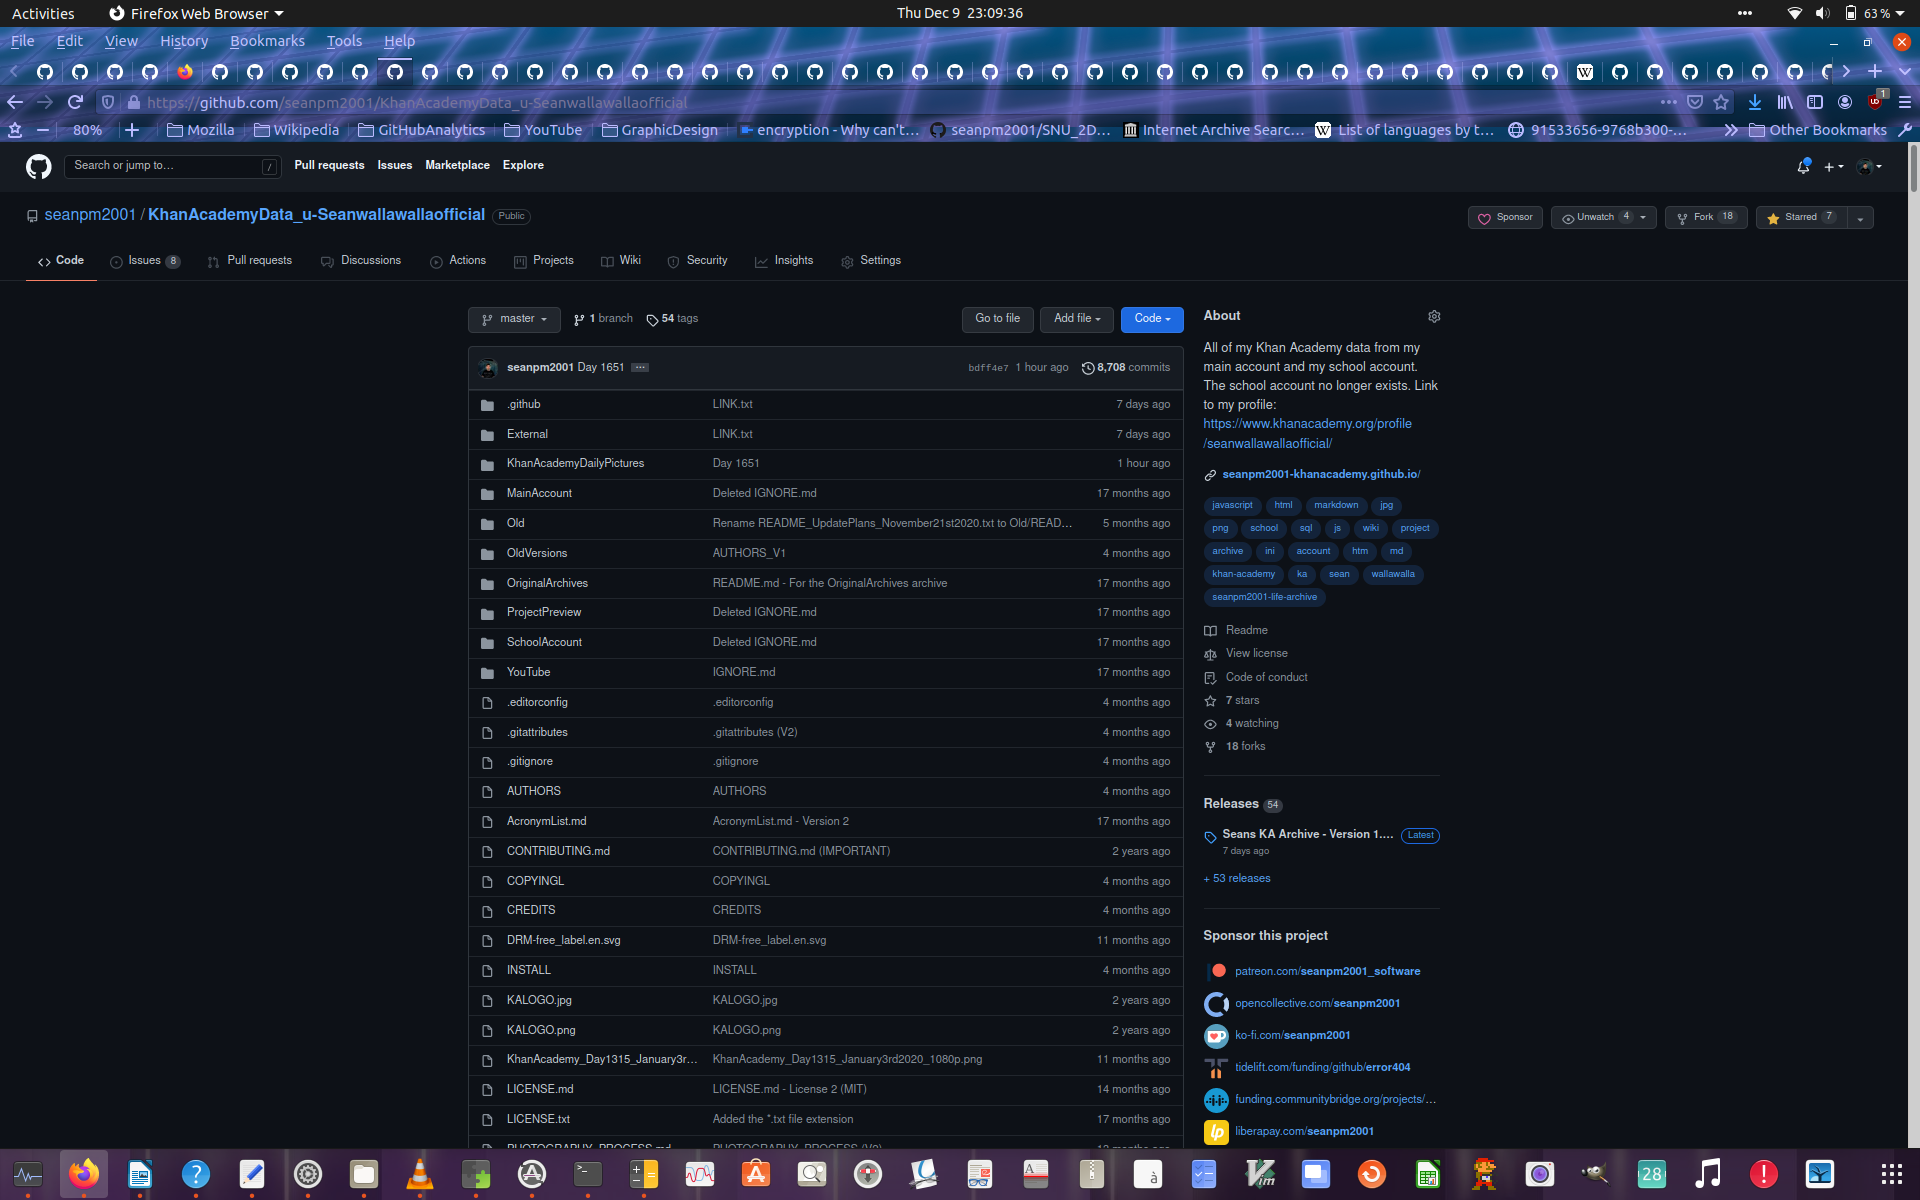 Activities Firefox Web Browser Thu Dec 9 23:09:36 63 %
File Edit View History Bookmarks Tools Help
https://github.com/seanpm2001/KhanAcademyData_u-Seanwallawallaofficial 1
80% Mozilla Wikipedia GitHubAnalytics YouTube GraphicDesign encryption - Why can't... seanpm2001/SNU_2D... Internet Archive Searc... List of languages by t... 91533656-9768b300-... Other Bookmarks
Search or jump to... / Pull requests Issues Marketplace Explore
seanpm2001 / KhanAcademyData_u-Seanwallawallaofficial Public Sponsor Unwatch 4 Fork 18 Starred 7
Code Issues 8 Pull requests Discussions Actions Projects Wiki Security Insights Settings
master 1 branch 54 tags Go to file Add file Code
seanpm2001 Day 1651 ... bdff4e7 1 hour ago 8,708 commits
.github LINK.txt 7 days ago
External LINK.txt 7 days ago
KhanAcademyDailyPictures Day 1651 1 hour ago
MainAccount Deleted IGNORE.md 17 months ago
Old Rename README_UpdatePlans_November21st2020.txt to Old/READ... 5 months ago
OldVersions AUTHORS_V1 4 months ago
OriginalArchives README.md - For the OriginalArchives archive 17 months ago
ProjectPreview Deleted IGNORE.md 17 months ago
SchoolAccount Deleted IGNORE.md 17 months ago
YouTube IGNORE.md 17 months ago
.editorconfig .editorconfig 4 months ago
.gitattributes .gitattributes (V2) 4 months ago
.gitignore .gitignore 4 months ago
AUTHORS AUTHORS 4 months ago
AcronymList.md AcronymList.md - Version 2 17 months ago
CONTRIBUTING.md CONTRIBUTING.md (IMPORTANT) 2 years ago
COPYINGL COPYINGL 4 months ago
CREDITS CREDITS 4 months ago
DRM-free_label.en.svg DRM-free_label.en.svg 11 months ago
INSTALL INSTALL 4 months ago
KALOGO.jpg KALOGO.jpg 2 years ago
KALOGO.png KALOGO.png 2 years ago
KhanAcademy_Day1315_January3r... KhanAcademy_Day1315_January3rd2020_1080p.png 11 months ago
LICENSE.md LICENSE.md - License 2 (MIT) 14 months ago
LICENSE.txt Added the *.txt file extension 17 months ago
About
All of my Khan Academy data from my
main account and my school account.
The school account no longer exists. Link
to my profile:
https://www.khanacademy.org/profile
/seanwallawallaofficial/
seanpm2001-khanacademy.github.io/
javascript html markdown jpg
png school sql js wiki project
archive ini account htm md
khan-academy ka sean wallawalla
seanpm2001-life-archive
Readme
View license
Code of conduct
7 stars
4 watching
18 forks
Releases 54
Seans KA Archive - Version 1.... Latest
7 days ago
+ 53 releases
Sponsor this project
patreon.com/seanpm2001_software
opencollective.com/seanpm2001
ko-fi.com/seanpm2001
tidelift.com/funding/github/error404
funding.communitybridge.org/projects/...
liberapay.com/seanpm2001
28